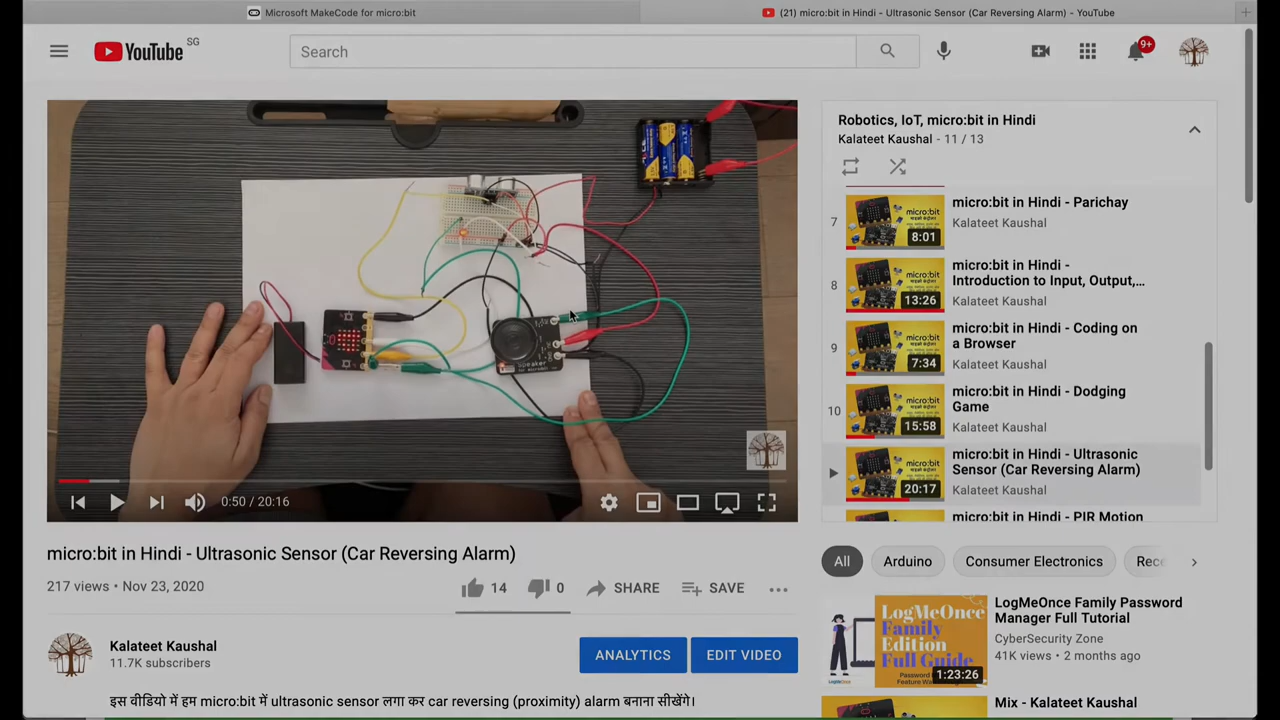 Microsoft MakeCode for micro:bit
(21) micro:bit in Hindi - Ultrasonic Sensor (Car Reversing Alarm) - YouTube
YouTube SG
Search
9+
Robotics, IoT, micro:bit in Hindi
Kalateet Kaushal - 11 / 13
7
micro:bit in Hindi - Parichay
Kalateet Kaushal
8:01
8
micro:bit in Hindi -
Introduction to Input, Output,...
Kalateet Kaushal
13:26
9
micro:bit in Hindi - Coding on
a Browser
Kalateet Kaushal
7:34
10
micro:bit in Hindi - Dodging
Game
Kalateet Kaushal
15:58
micro:bit in Hindi - Ultrasonic
Sensor (Car Reversing Alarm)
Kalateet Kaushal
20:17
micro:bit in Hindi - PIR Motion
0:50 / 20:16
micro:bit in Hindi - Ultrasonic Sensor (Car Reversing Alarm)
217 views • Nov 23, 2020
14
0
SHARE
SAVE
All
Arduino
Consumer Electronics
Rece
Kalateet Kaushal
11.7K subscribers
ANALYTICS
EDIT VIDEO
इस वीडियो में हम micro:bit में ultrasonic sensor लगा कर car reversing (proximity) alarm बनाना सीखेंगे।
LogMeOnce Family Password
Manager Full Tutorial
CyberSecurity Zone
41K views • 2 months ago
LogMeOnce
Family
Edition
Full Guide
1:23:26
Mix - Kalateet Kaushal